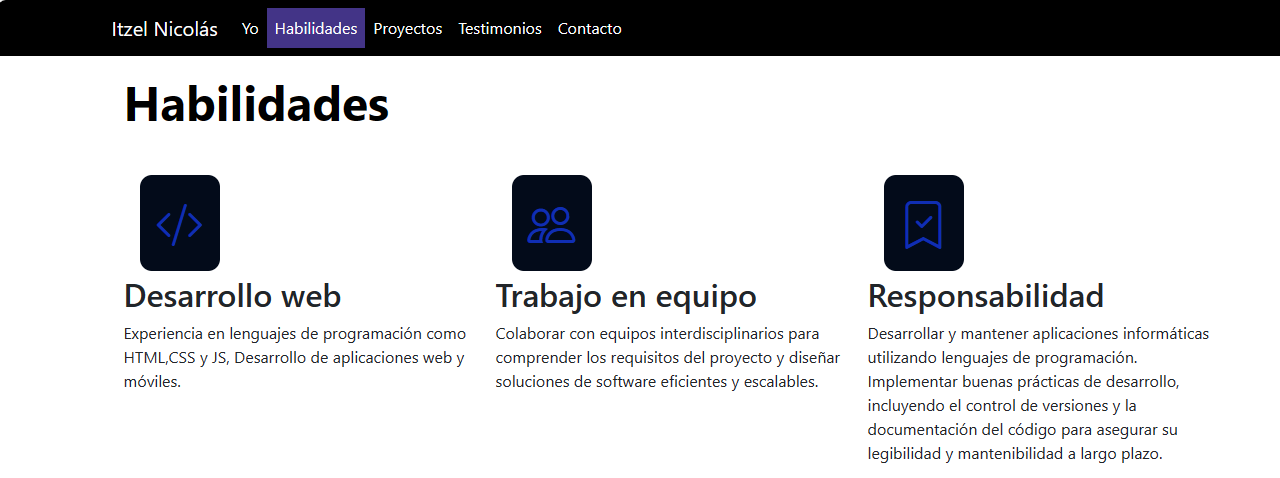 Itzel Nicolás Yo Habilidades Proyectos Testimonios Contacto
Habilidades
Desarrollo web
Experiencia en lenguajes de programación como
HTML,CSS y JS, Desarrollo de aplicaciones web y
móviles.
Trabajo en equipo
Colaborar con equipos interdisciplinarios para
comprender los requisitos del proyecto y diseñar
soluciones de software eficientes y escalables.
Responsabilidad
Desarrollar y mantener aplicaciones informáticas
utilizando lenguajes de programación.
Implementar buenas prácticas de desarrollo,
incluyendo el control de versiones y la
documentación del código para asegurar su
legibilidad y mantenibilidad a largo plazo.